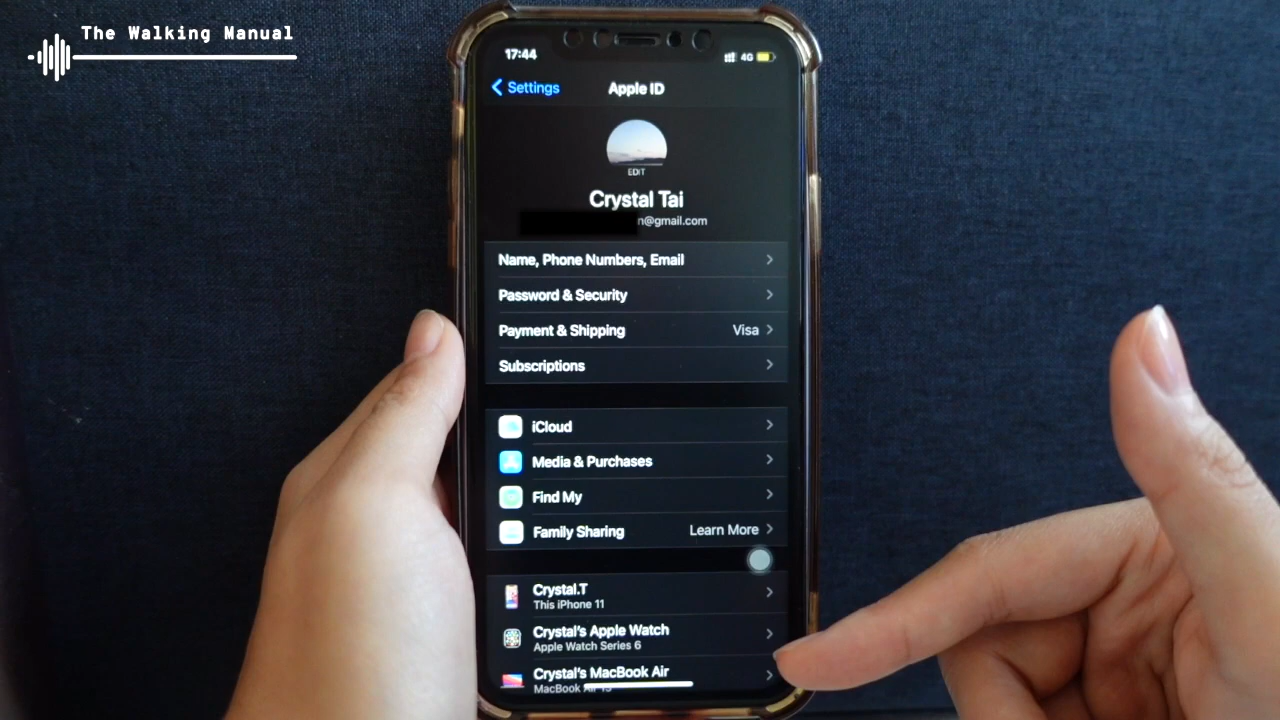 The Walking Manual
17:44
4G
Settings
Apple ID
EDIT
Crystal Tai
n@gmail.com
Name, Phone Numbers, Email
Password & Security
Payment & Shipping Visa
Subscriptions
iCloud
Media & Purchases
Find My
Family Sharing Learn More
Crystal.T
This iPhone 11
Crystal's Apple Watch
Apple Watch Series 6
Crystal's MacBook Air
MacBook Air